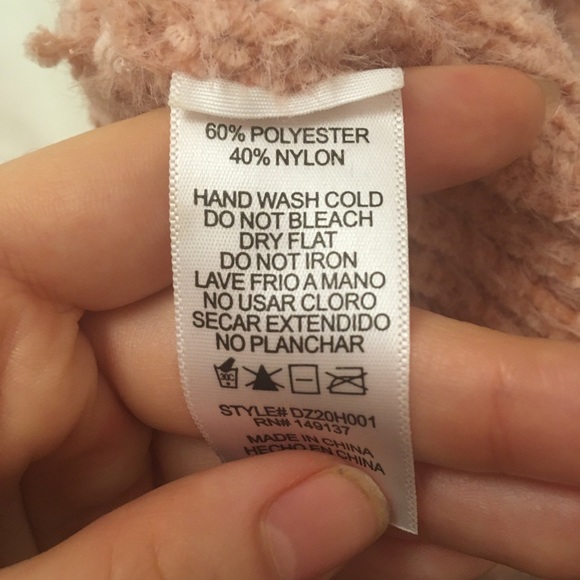 60% POLYESTER
40% NYLON
HAND WASH COLD
DO NOT BLEACH
DRY FLAT
DO NOT IRON
LAVE FRIO A MANO
NO USAR CLORO
SECAR EXTENDIDO
NO PLANCHAR
STYLE# DZ20H001
RN# 149137
MADE IN CHINA
HECHO EN CHINA